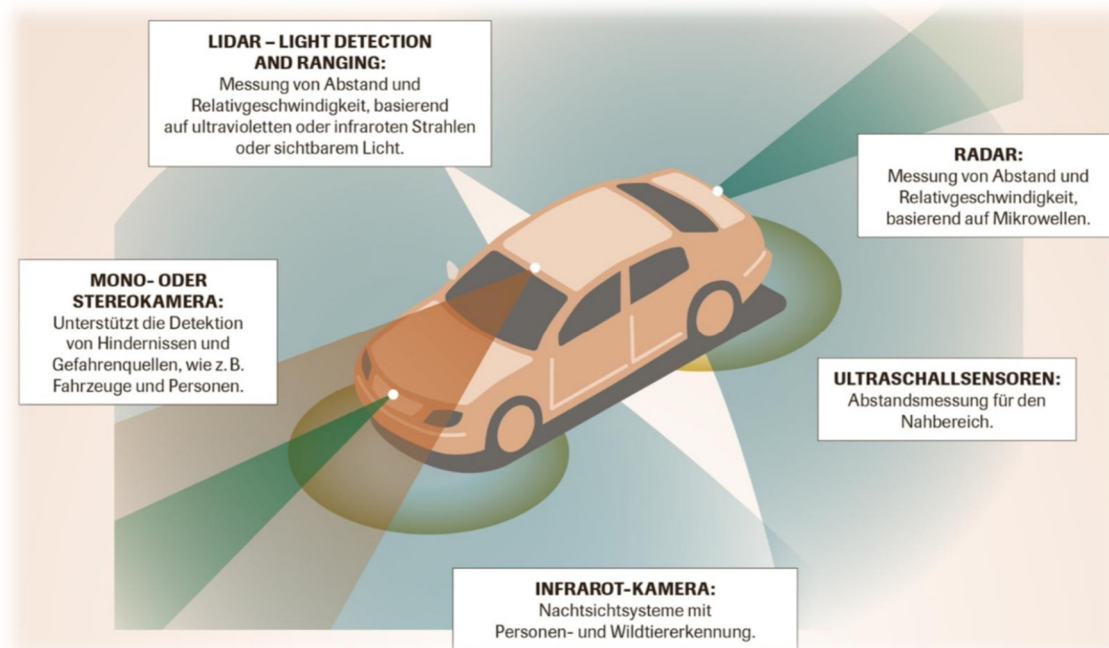 LIDAR – LIGHT DETECTION
AND RANGING:
Messung von Abstand und
Relativgeschwindigkeit, basierend
auf ultravioletten oder infraroten Strahlen
oder sichtbarem Licht.
RADAR:
Messung von Abstand und
Relativgeschwindigkeit,
basierend auf Mikrowellen.
MONO- ODER
STEREOKAMERA:
Unterstützt die Detektion
von Hindernissen und
Gefahrenquellen, wie z. B.
Fahrzeuge und Personen.
ULTRASCHALLSENSOREN:
Abstandsmessung für den
Nahbereich.
INFRAROT-KAMERA:
Nachtsichtsysteme mit
Personen- und Wildtiererkennung.